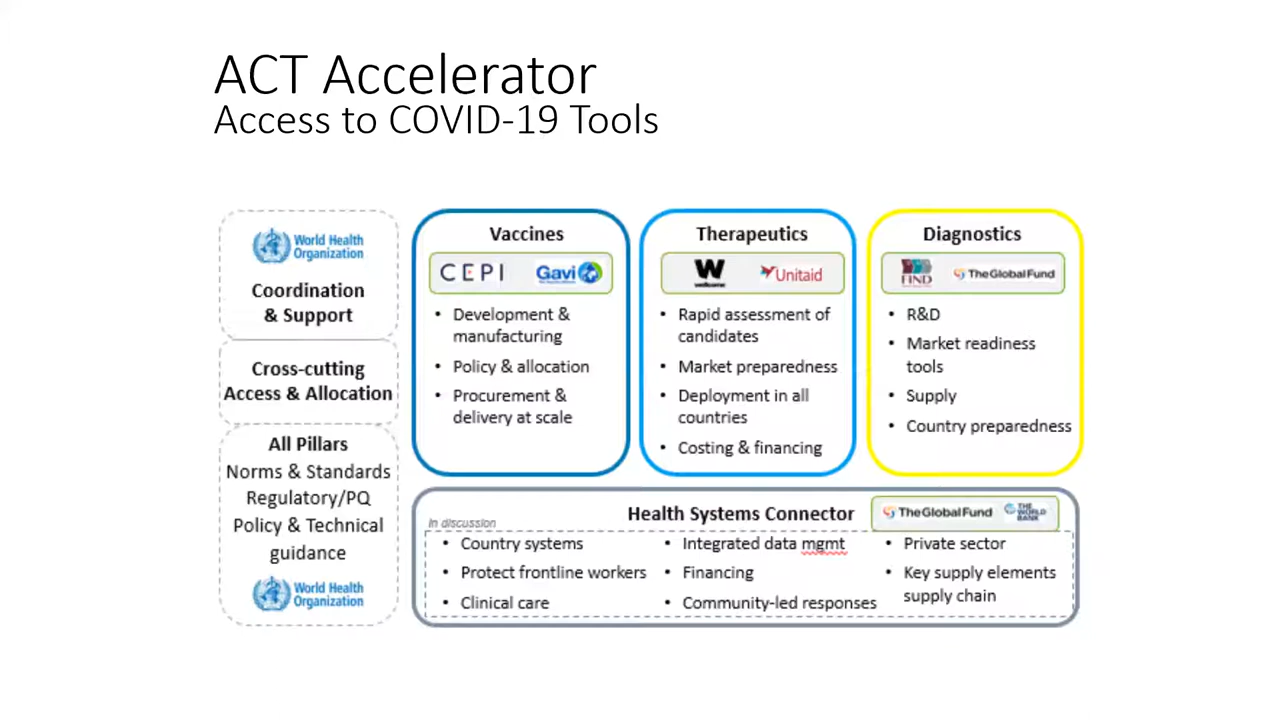 ACT Accelerator
Access to COVID-19 Tools
World Health
Organization
Coordination
& Support
Cross-cutting
Access & Allocation
All Pillars
Norms & Standards
Regulatory/PQ
Policy & Technical
guidance
World Health
Organization
Vaccines
CEPI
Gavi
• Development &
manufacturing
• Policy & allocation
• Procurement &
delivery at scale
Therapeutics
W
wellcome
Unitaid
• Rapid assessment of
candidates
• Market preparedness
• Deployment in all
countries
• Costing & financing
Diagnostics
FIND
The Global Fund
• R&D
• Market readiness
tools
• Supply
• Country preparedness
Health Systems Connector
The Global Fund
THE
WORLD
BANK
In discussion
• Country systems
• Protect frontline workers
• Clinical care
• Integrated data mgmt
• Financing
• Community-led responses
• Private sector
• Key supply elements
supply chain